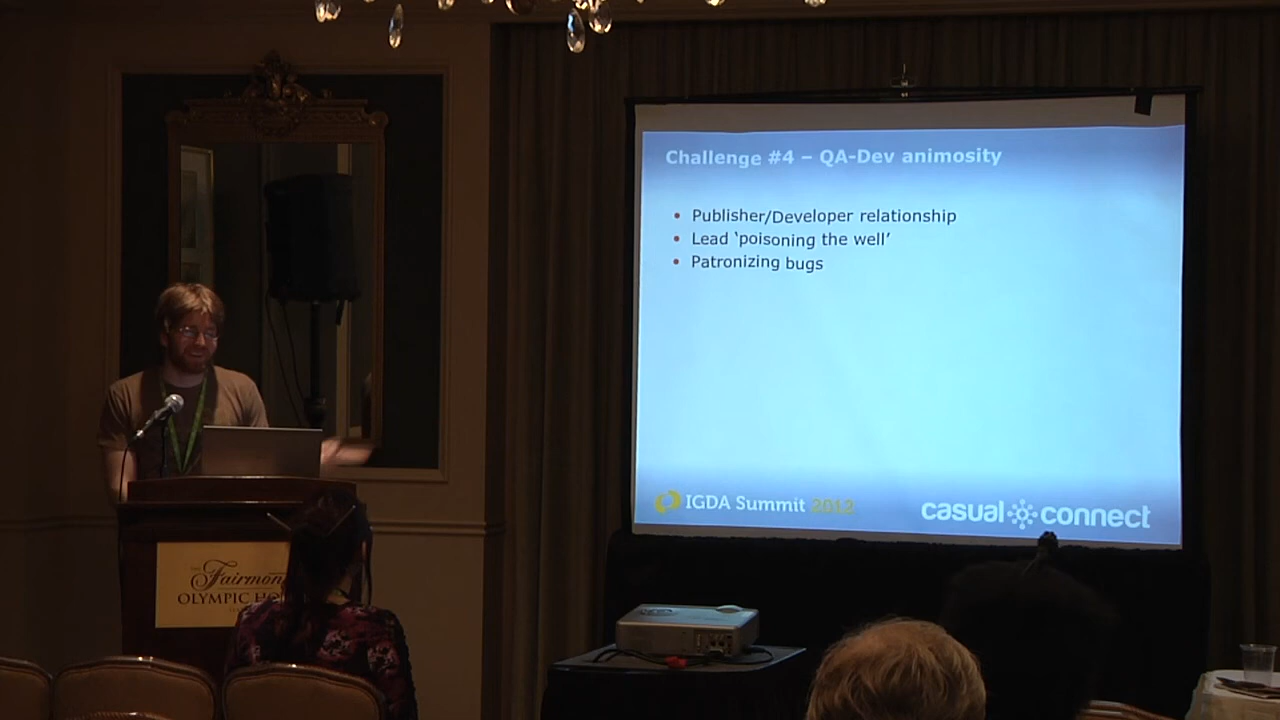 Challenge #4 – QA-Dev animosity
• Publisher/Developer relationship
• Lead ‘poisoning the well’
• Patronizing bugs
IGDA Summit 2012
casual connect
Fairmon
OLYMPIC HO